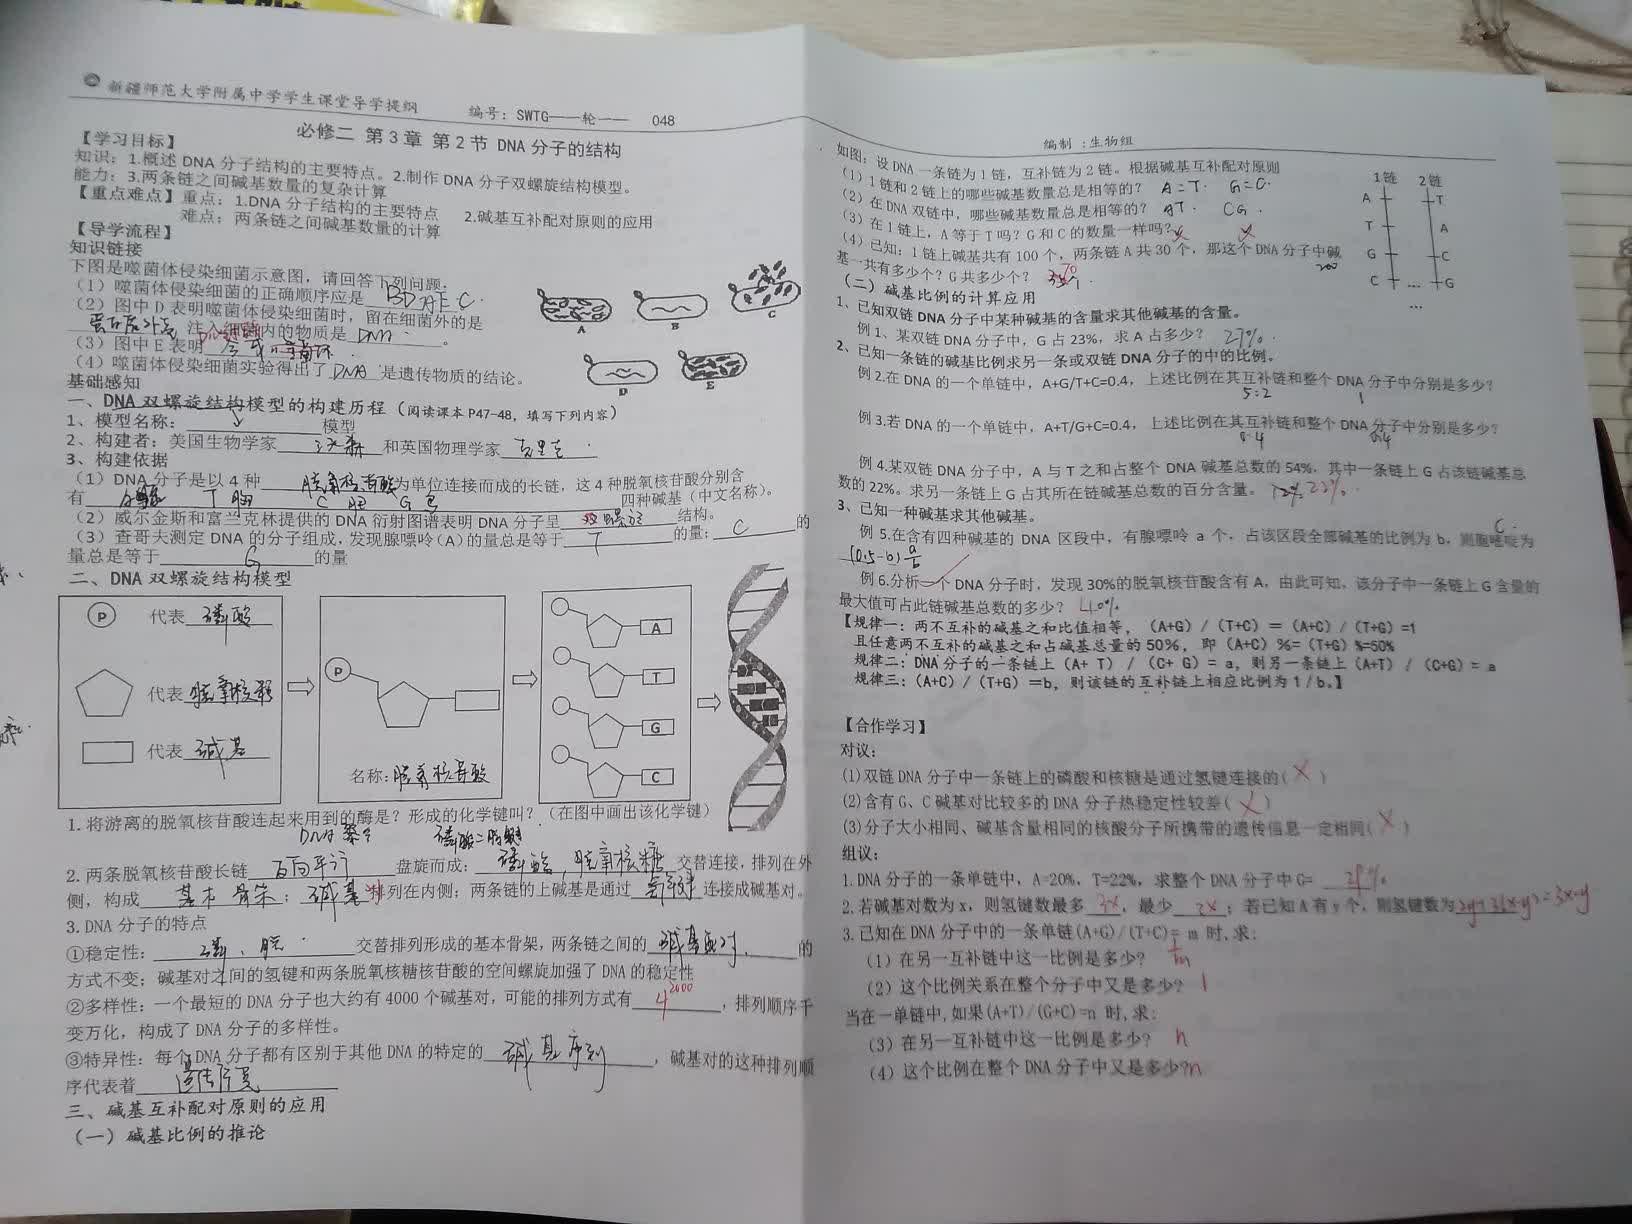 新疆师范大学附属中学学生课堂导学提纲 编号：SWTG——一轮—— 048
必修二 第3章 第2节 DNA分子的结构
【学习目标】
知识：1.概述DNA分子结构的主要特点。2.制作DNA分子双螺旋结构模型。
能力：3.两条链之间碱基数量的复杂计算
【重点难点】重点：1.DNA分子结构的主要特点 2.碱基互补配对原则的应用
难点：两条链之间碱基数量的计算
【导学流程】
知识链接
下图是噬菌体侵染细菌示意图，请回答下列问题：
（1）噬菌体侵染细菌的正确顺序应是 BDAEC.
（2）图中D表明噬菌体侵染细菌时，留在细菌外的是
蛋白质外壳 注入细菌内的物质是 DNA 。
（3）图中E表明
（4）噬菌体侵染细菌实验得出了 DNA 是遗传物质的结论。
A B C
D E
基础感知
一、DNA双螺旋结构模型的构建历程（阅读课本P47-48，填写下列内容）
1、模型名称： 模型
2、构建者：美国生物学家 沃森 和英国物理学家 克里克
3、构建依据
（1）DNA分子是以4种 脱氧核苷酸 为单位连接而成的长链，这4种脱氧核苷酸分别含
有 T胸 C胞 G鸟 四种碱基（中文名称）。
（2）威尔金斯和富兰克林提供的DNA衍射图谱表明DNA分子呈 双螺旋 结构。
（3）查哥夫测定DNA的分子组成，发现腺嘌呤（A）的量总是等于 T 的量； C 的
量总是等于 G 的量
二、DNA双螺旋结构模型
P 代表 磷酸
代表 脱氧核糖
代表 碱基
P
名称：脱氧核苷酸
A
T
G
C
1.将游离的脱氧核苷酸连起来用到的酶是？形成的化学键叫？（在图中画出该化学键）
DNA聚合 磷酸二酯键
2.两条脱氧核苷酸长链 反向平行 盘旋而成； 磷酸，脱氧核糖 交替连接，排列在外
侧，构成 基本骨架 ； 碱基 排列在内侧；两条链的上碱基是通过 氢键 连接成碱基对。
3.DNA分子的特点
①稳定性： 磷、脱 交替排列形成的基本骨架，两条链之间的 碱基配对 的
方式不变；碱基对之间的氢键和两条脱氧核糖核苷酸的空间螺旋加强了DNA的稳定性
②多样性：一个最短的DNA分子也大约有4000个碱基对，可能的排列方式有 ，排列顺序千
变万化，构成了DNA分子的多样性。
③特异性：每个DNA分子都有区别于其他DNA的特定的 碱基序列 ，碱基对的这种排列顺
序代表着 遗传信息
三、碱基互补配对原则的应用
（一）碱基比例的推论
编制：生物组
如图：设DNA一条链为1链，互补链为2链。根据碱基互补配对原则
（1）1链和2链上的哪些碱基数量总是相等的？ A=T. G=C.
（2）在DNA双链中，哪些碱基数量总是相等的？ AT. CG.
（3）在1链上，A等于T吗？G和C的数量一样吗？ × ×
（4）已知：1链上碱基共有100个，两条链A共30个，那这个DNA分子中碱
基一共有多少个？G共多少个？ 70 200
1链 2链
A T
T A
G C
C … G
…
（二）碱基比例的计算应用
1、已知双链DNA分子中某种碱基的含量求其他碱基的含量。
例1、某双链DNA分子中，G占23%，求A占多少？ 27%.
2、已知一条链的碱基比例求另一条或双链DNA分子的中的比例。
例2.在DNA的一个单链中，A+G/T+C=0.4，上述比例在其互补链和整个DNA分子中分别是多少？
5:2 1
例3.若DNA的一个单链中，A+T/G+C=0.4，上述比例在其互补链和整个DNA分子中分别是多少？
0.4 0.4
例4.某双链DNA分子中，A与T之和占整个DNA碱基总数的54%，其中一条链上G占该链碱基总
数的22%。求另一条链上G占其所在链碱基总数的百分含量。
3、已知一种碱基求其他碱基。
例5.在含有四种碱基的DNA区段中，有腺嘌呤a个，占该区段全部碱基的比例为b，则胞嘧啶为
(0.5-b)a/b
例6.分析一个DNA分子时，发现30%的脱氧核苷酸含有A，由此可知，该分子中一条链上G含量的
最大值可占此链碱基总数的多少？ 40%
【规律一：两不互补的碱基之和比值相等，（A+G）/（T+C）=（A+C）/（T+G）=1
且任意两不互补的碱基之和占碱基总量的50%，即（A+C）%=（T+G）%=50%
规律二：DNA分子的一条链上（A+T）/（C+G）=a，则另一条链上（A+T）/（C+G）=a
规律三：（A+C）/（T+G）=b，则该链的互补链上相应比例为1/b。】
【合作学习】
对议：
(1)双链DNA分子中一条链上的磷酸和核糖是通过氢键连接的( × )
(2)含有G、C碱基对比较多的DNA分子热稳定性较差( × )
(3)分子大小相同、碱基含量相同的核酸分子所携带的遗传信息一定相同( × )
组议：
1.DNA分子的一条单链中，A=20%，T=22%，求整个DNA分子中G=
2.若碱基对数为x，则氢键数最多 3x ，最少 2x ；若已知A有y个，则氢键数为 2y+3(x-y)=3x-y
3.已知在DNA分子中的一条单链(A+G)/(T+C)= m 时,求:
（1）在另一互补链中这一比例是多少？
（2）这个比例关系在整个分子中又是多少？ 1
当在一单链中,如果(A+T)/(G+C)=n 时,求:
（3）在另一互补链中这一比例是多少？ n
（4）这个比例在整个DNA分子中又是多少？n